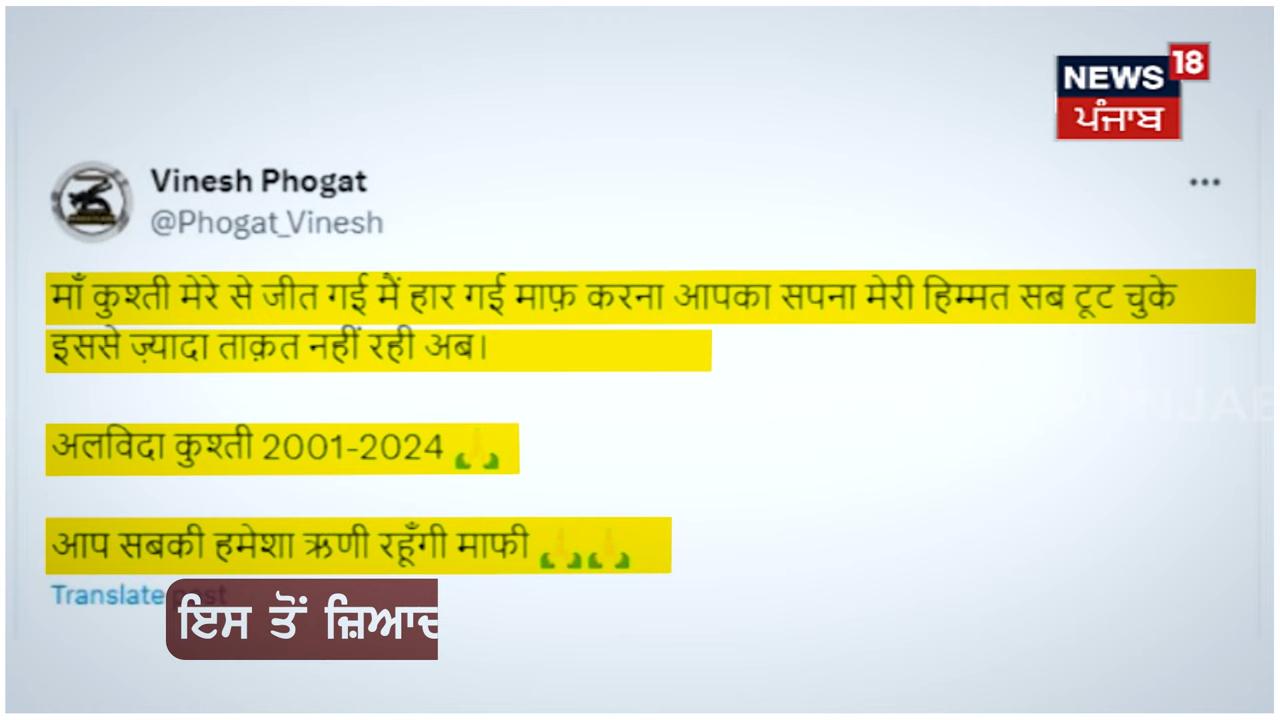 NEWS 18
ਪੰਜਾਬ
Vinesh Phogat
@Phogat_Vinesh
माँ कुश्ती मेरे से जीत गई मैं हार गई माफ़ करना आपका सपना मेरी हिम्मत सब टूट चुके
इससे ज़्यादा ताक़त नहीं रही अब।
अलविदा कुश्ती 2001-2024 🙏
आप सबकी हमेशा ऋणी रहूँगी माफी 🙏🙏
Translate post
ਇਸ ਤੋਂ